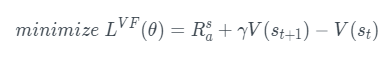 minimize L^{VF}(θ) = R_a^s + γV(s_{t+1}) − V(s_t)